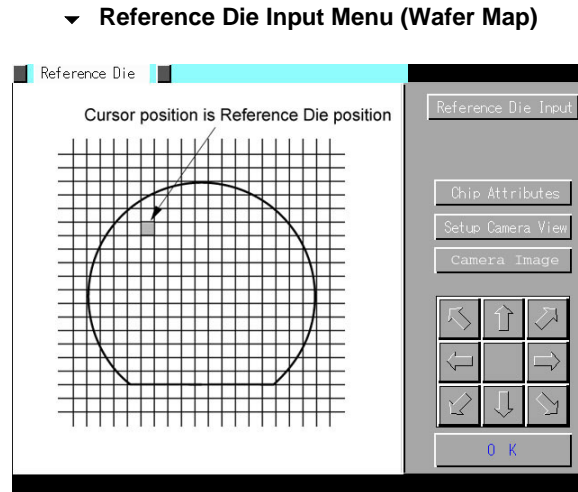 Reference Die Input Menu (Wafer Map)
Reference Die
Cursor position is Reference Die position
Reference Die Input
Chip Attributes
Setup Camera View
Camera Image
O K